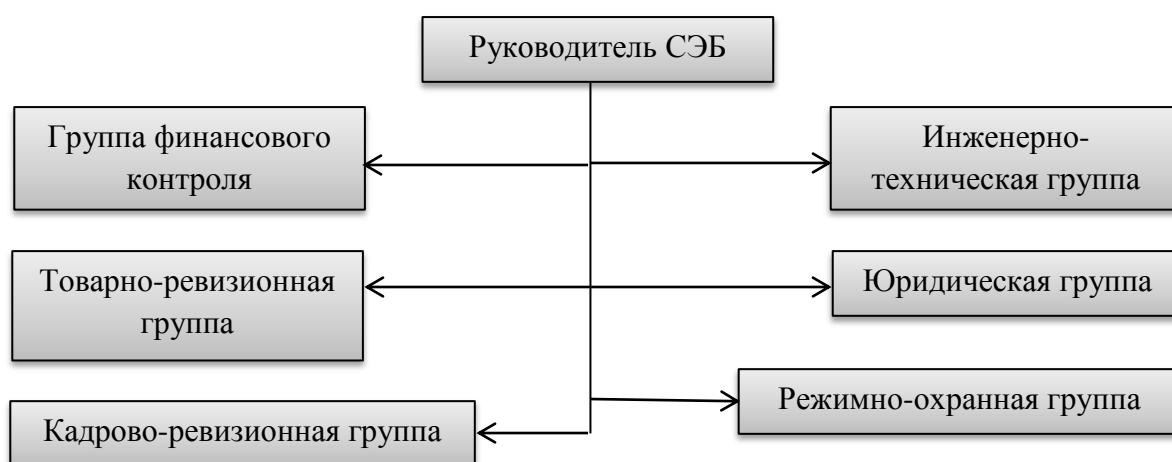 Руководитель СЭБ
Группа финансового
контроля
Инженерно-
техническая группа
Товарно-ревизионная
группа
Юридическая группа
Режимно-охранная группа
Кадрово-ревизионная группа